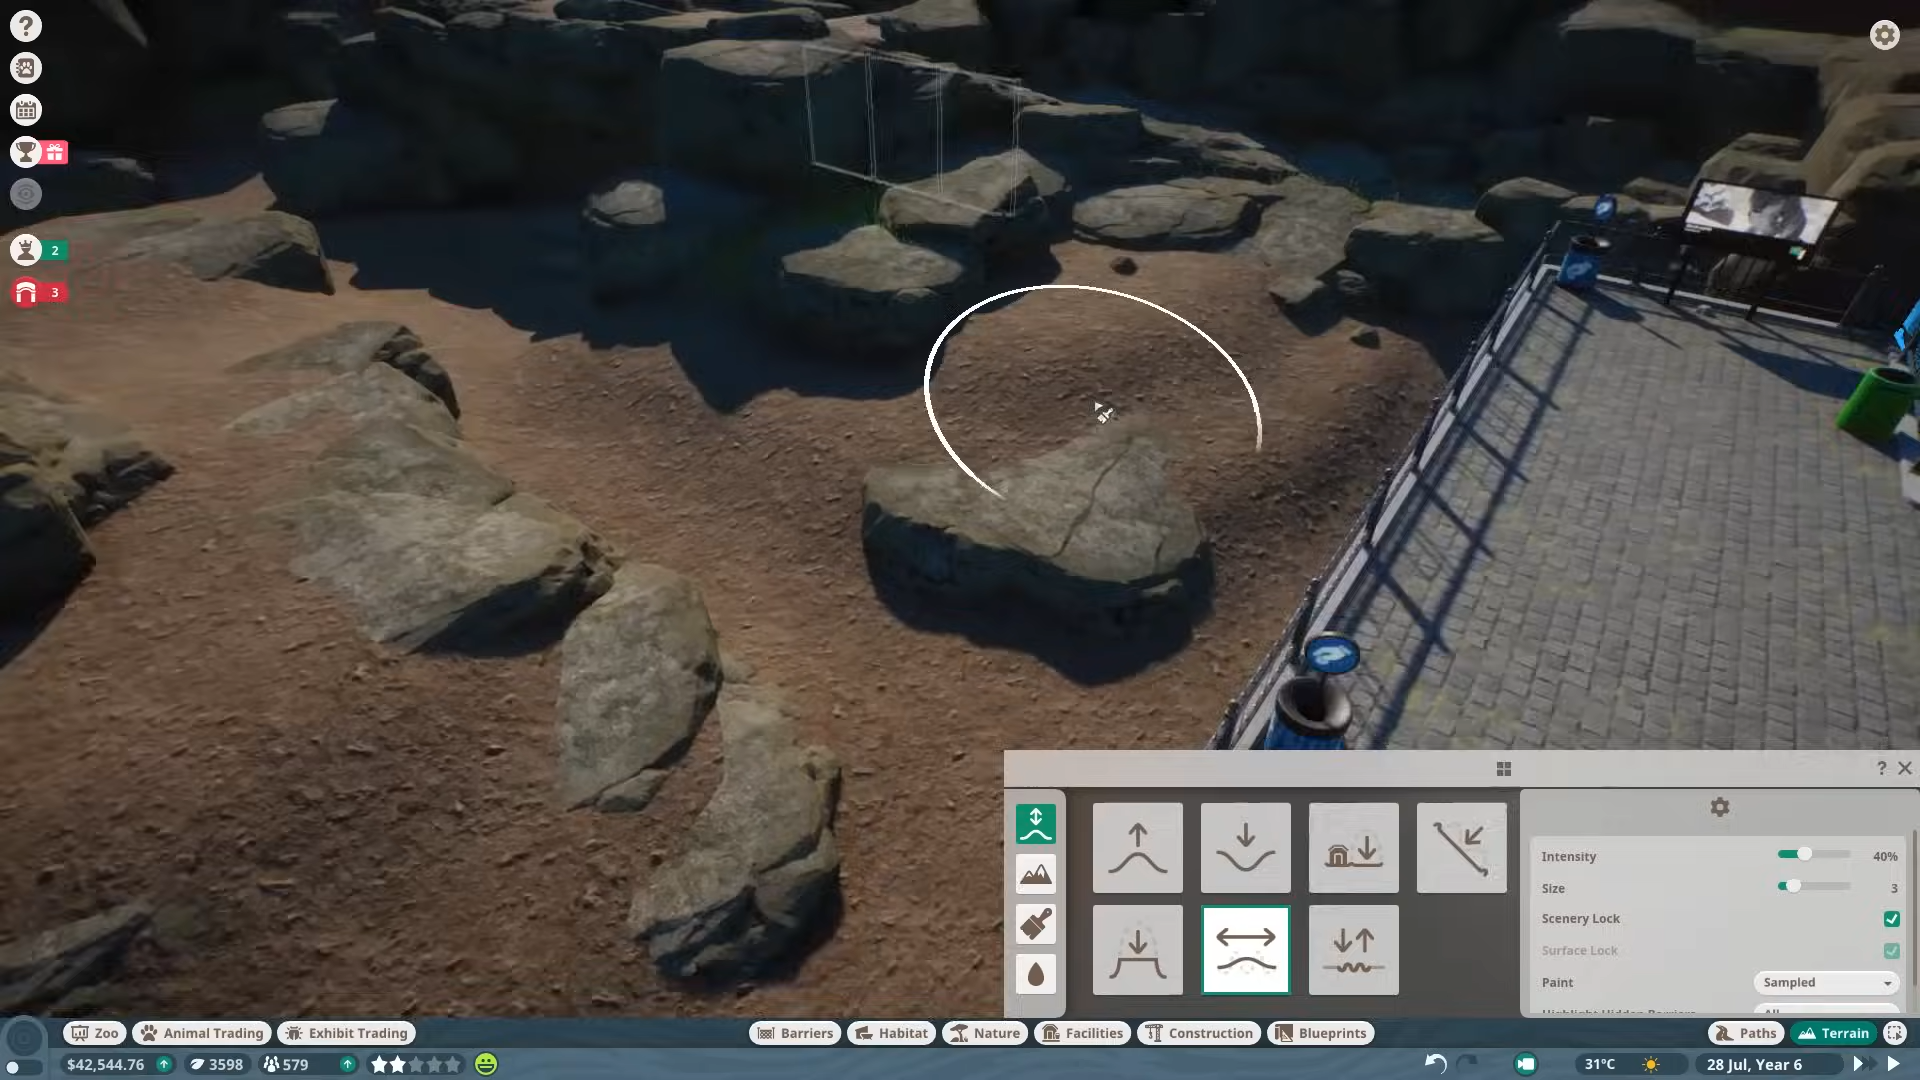 ?
2
3
?
Intensity 40%
Size 3
Scenery Lock
Surface Lock
Paint Sampled
Zoo Animal Trading Exhibit Trading Barriers Habitat Nature Facilities Construction Blueprints Paths Terrain
$42,544.76 3598 579 31°C 28 Jul, Year 6